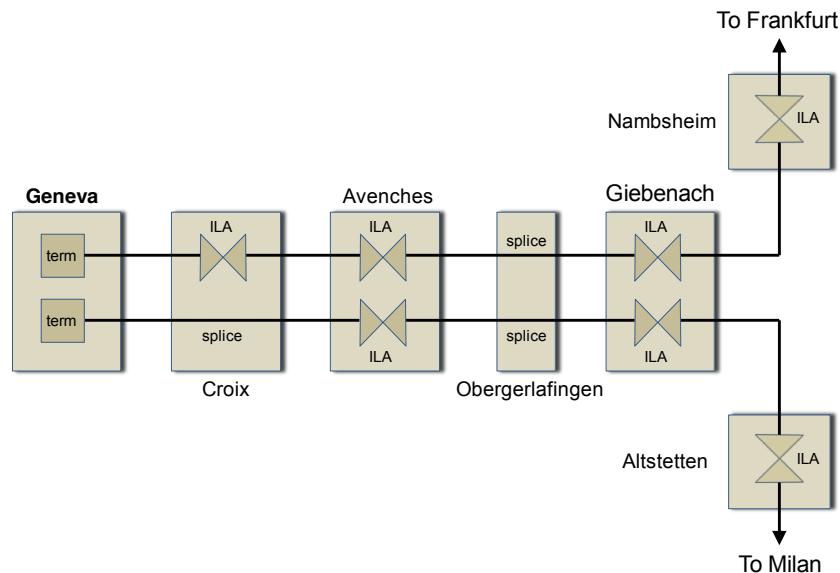 To Frankfurt
Nambsheim
ILA
Geneva
Avenches
Giebenach
ILA
ILA
ILA
term
splice
term
splice
splice
ILA
ILA
Croix
Obergerlafingen
Altstetten
ILA
To Milan